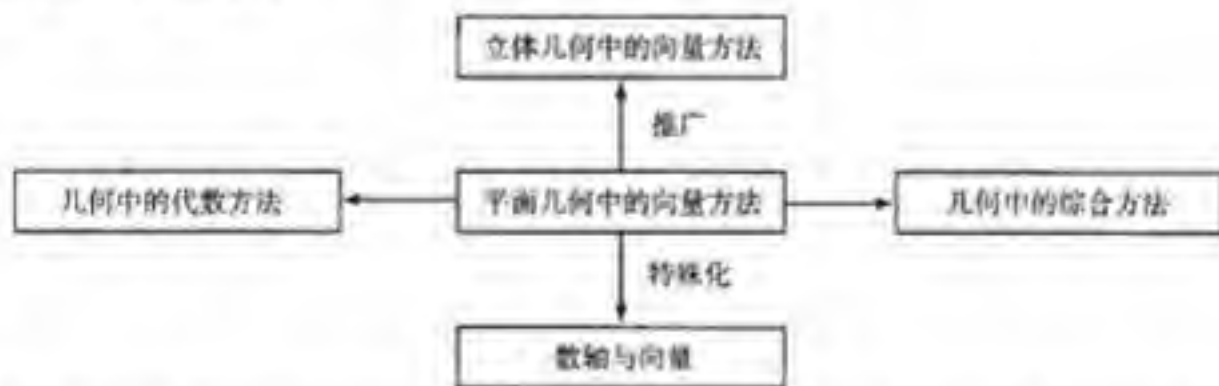 立体几何中的向量方法
推广
几何中的代数方法
平面几何中的向量方法
几何中的综合方法
特殊化
数轴与向量